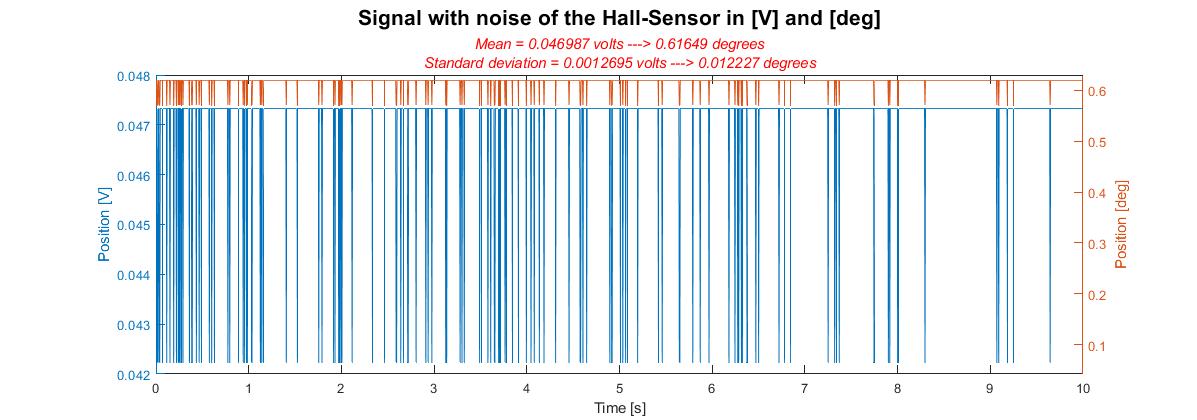 Signal with noise of the Hall-Sensor in [V] and [deg]
Mean = 0.046987 volts ---> 0.61649 degrees
Standard deviation = 0.0012695 volts ---> 0.012227 degrees
0.048
0.047
0.046
0.045
0.044
0.043
0.042
Position [V]
0.6
0.5
0.4
0.3
0.2
0.1
Position [deg]
0 1 2 3 4 5 6 7 8 9 10
Time [s]